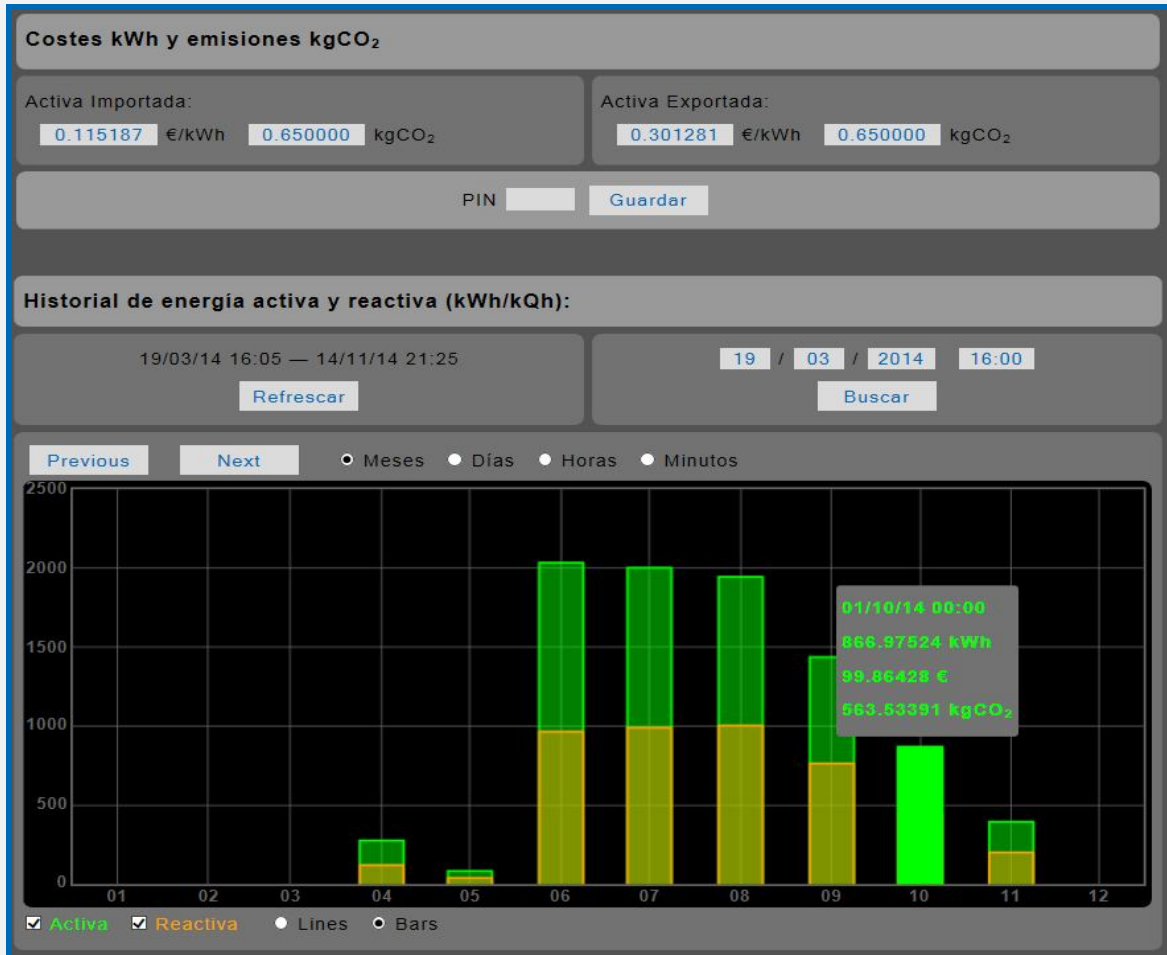 Costes kWh y emisiones kgCO₂
Activa Importada:
0.115187 €/kWh 0.650000 kgCO₂
Activa Exportada:
0.301281 €/kWh 0.650000 kgCO₂
PIN Guardar
Historial de energía activa y reactiva (kWh/kQh):
19/03/14 16:05 — 14/11/14 21:25
Refrescar
19 / 03 / 2014 16:00
Buscar
Previous Next Meses Días Horas Minutos
2500
2000
1500
1000
500
0
01/10/14 00:00
866.97524 kWh
99.86428 €
563.53391 kgCO₂
01 02 03 04 05 06 07 08 09 10 11 12
Activa Reactiva Lines Bars